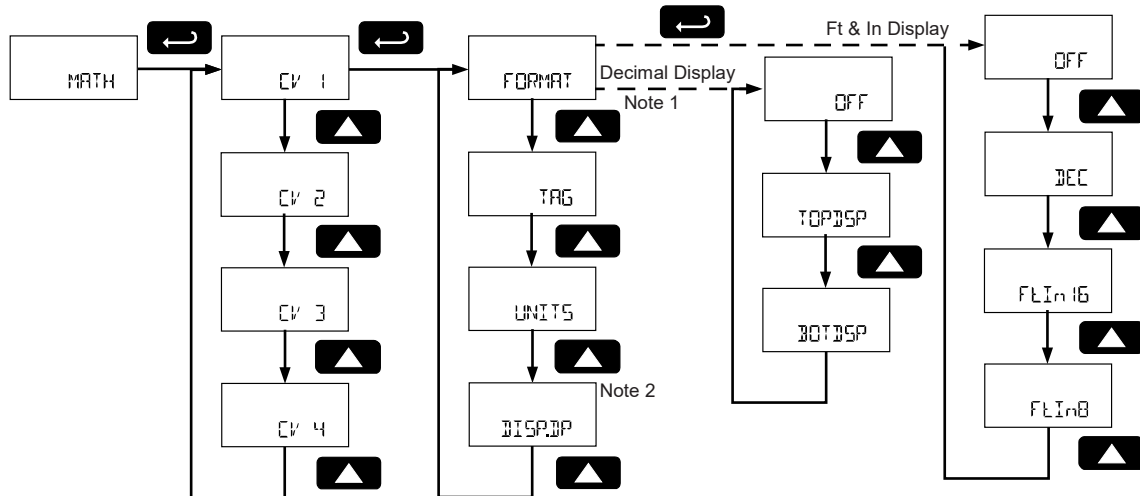 MATH
CV 1
CV 2
CV 3
CV 4
FORMAT
TAG
UNITS
Note 2
DISP.DP
Decimal Display
Note 1
OFF
TOPDSP
BOTDSP
Ft & In Display
OFF
DEC
FtIn16
FtIn8